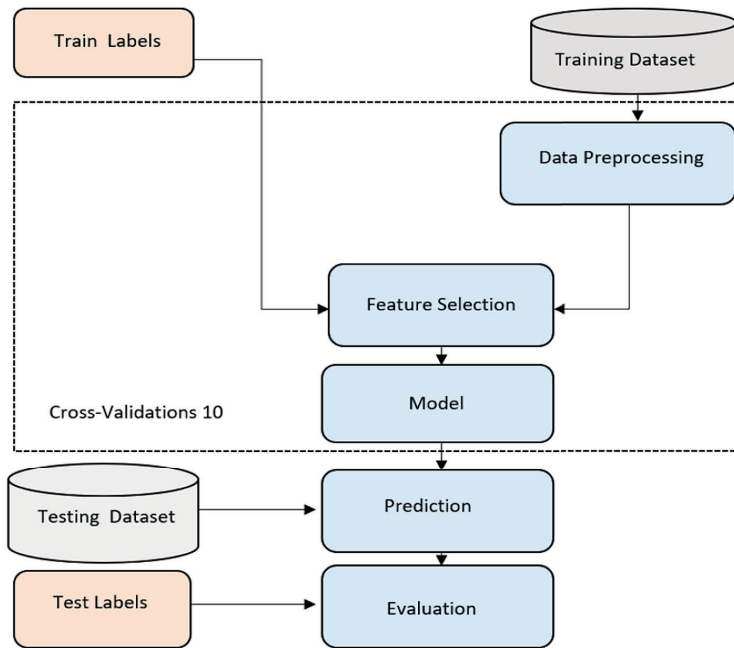 Train Labels
Training Dataset
Data Preprocessing
Feature Selection
Model
Cross-Validations 10
Prediction
Testing Dataset
Test Labels
Evaluation